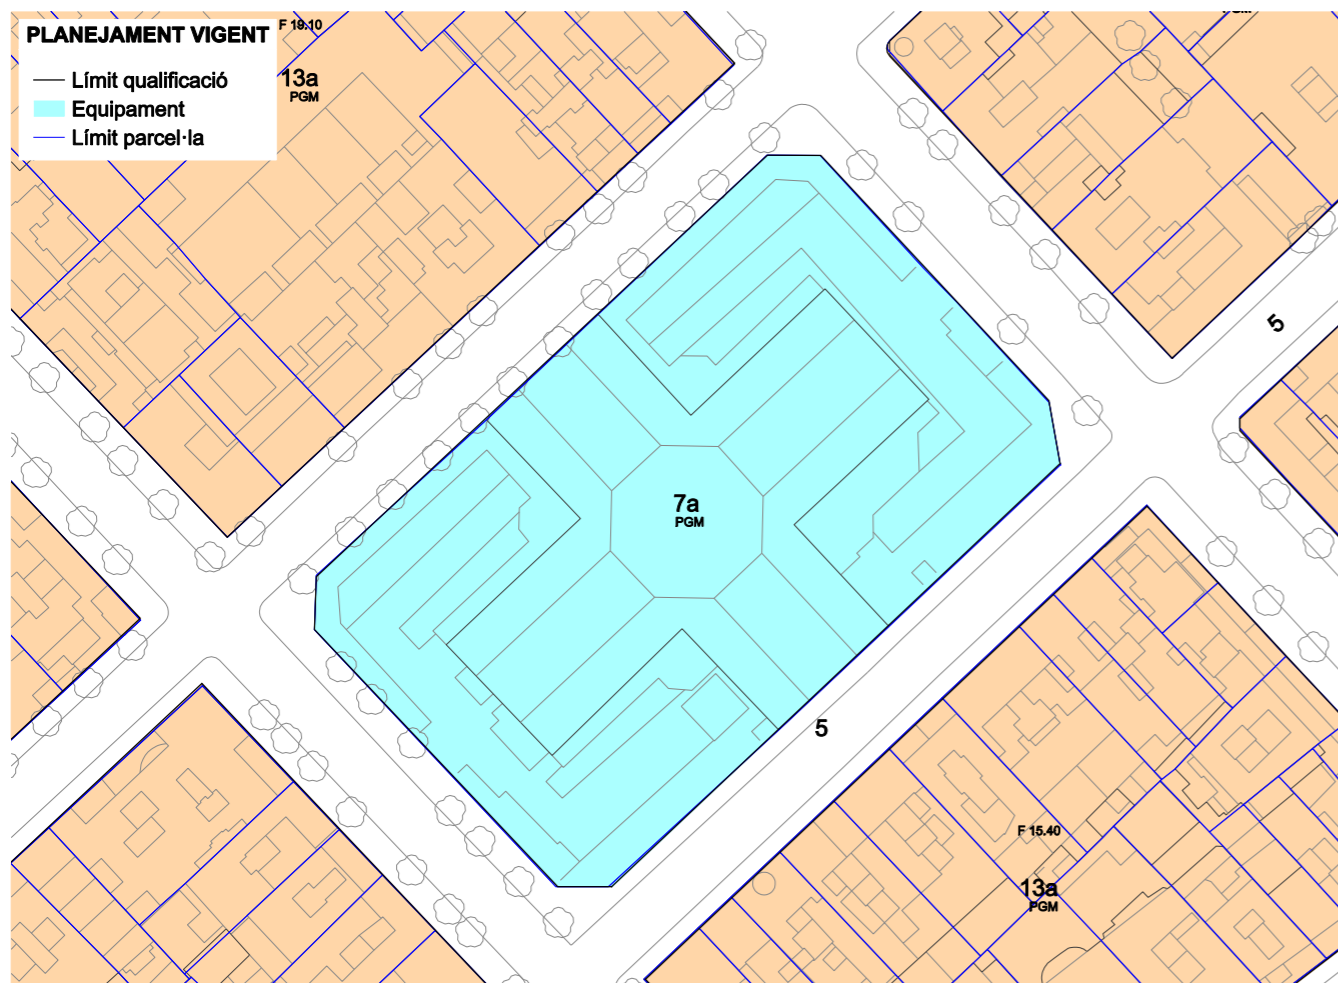 PLANEJAMENT VIGENT
Límit qualificació
Equipament
Límit parcel·la
F 19.10
13a
PGM
5
7a
PGM
5
F 15.40
13a
PGM